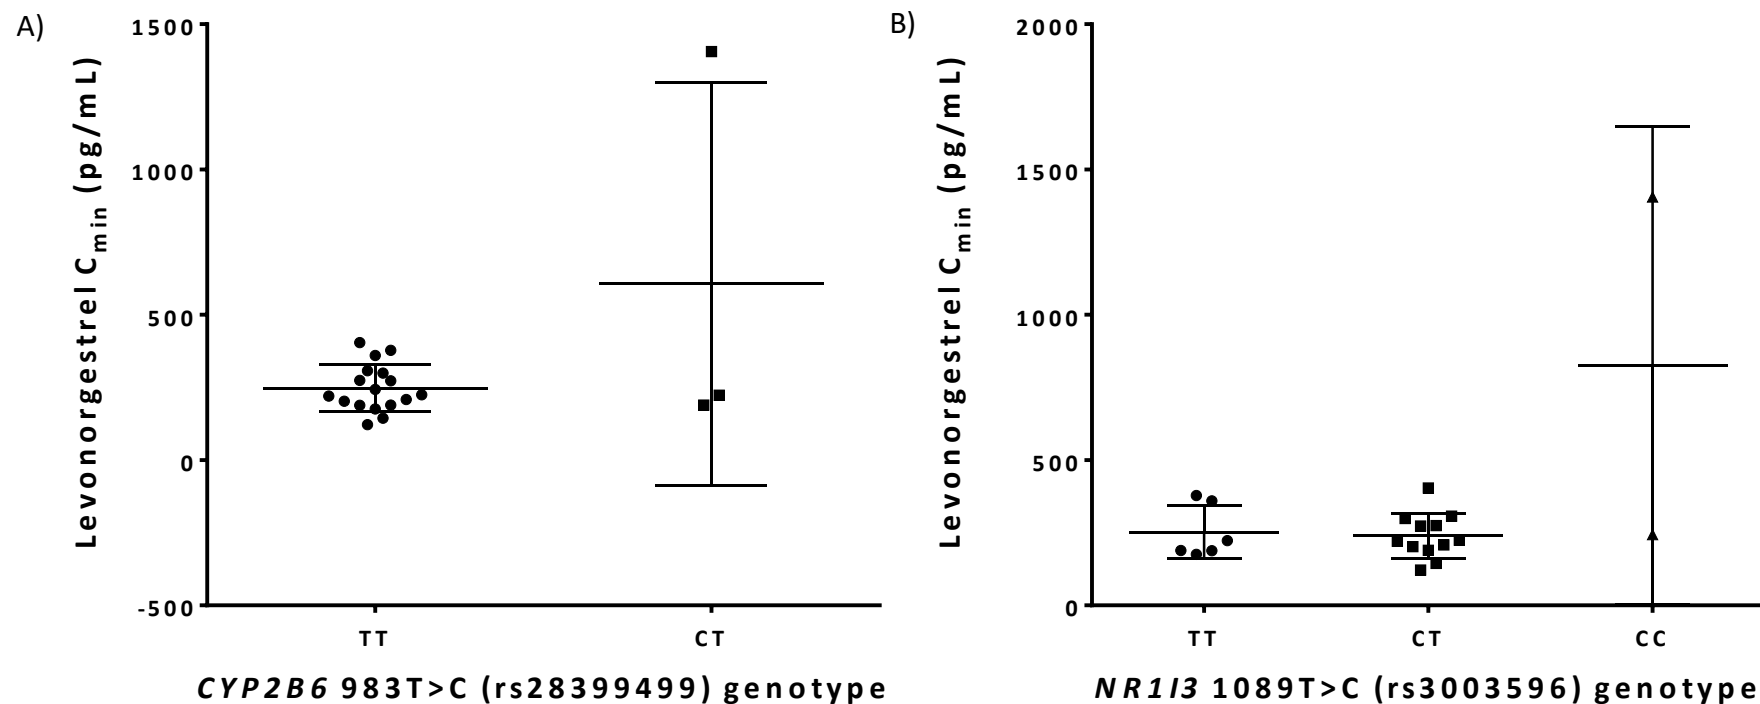 A)
Levonorgestrel Cmin (pg/mL)
1500
1000
500
0
-500
TT
CT
CYP2B6 983T>C (rs28399499) genotype
B)
Levonorgestrel Cmin (pg/mL)
2000
1500
1000
500
0
TT
CT
CC
NR1I3 1089T>C (rs3003596) genotype